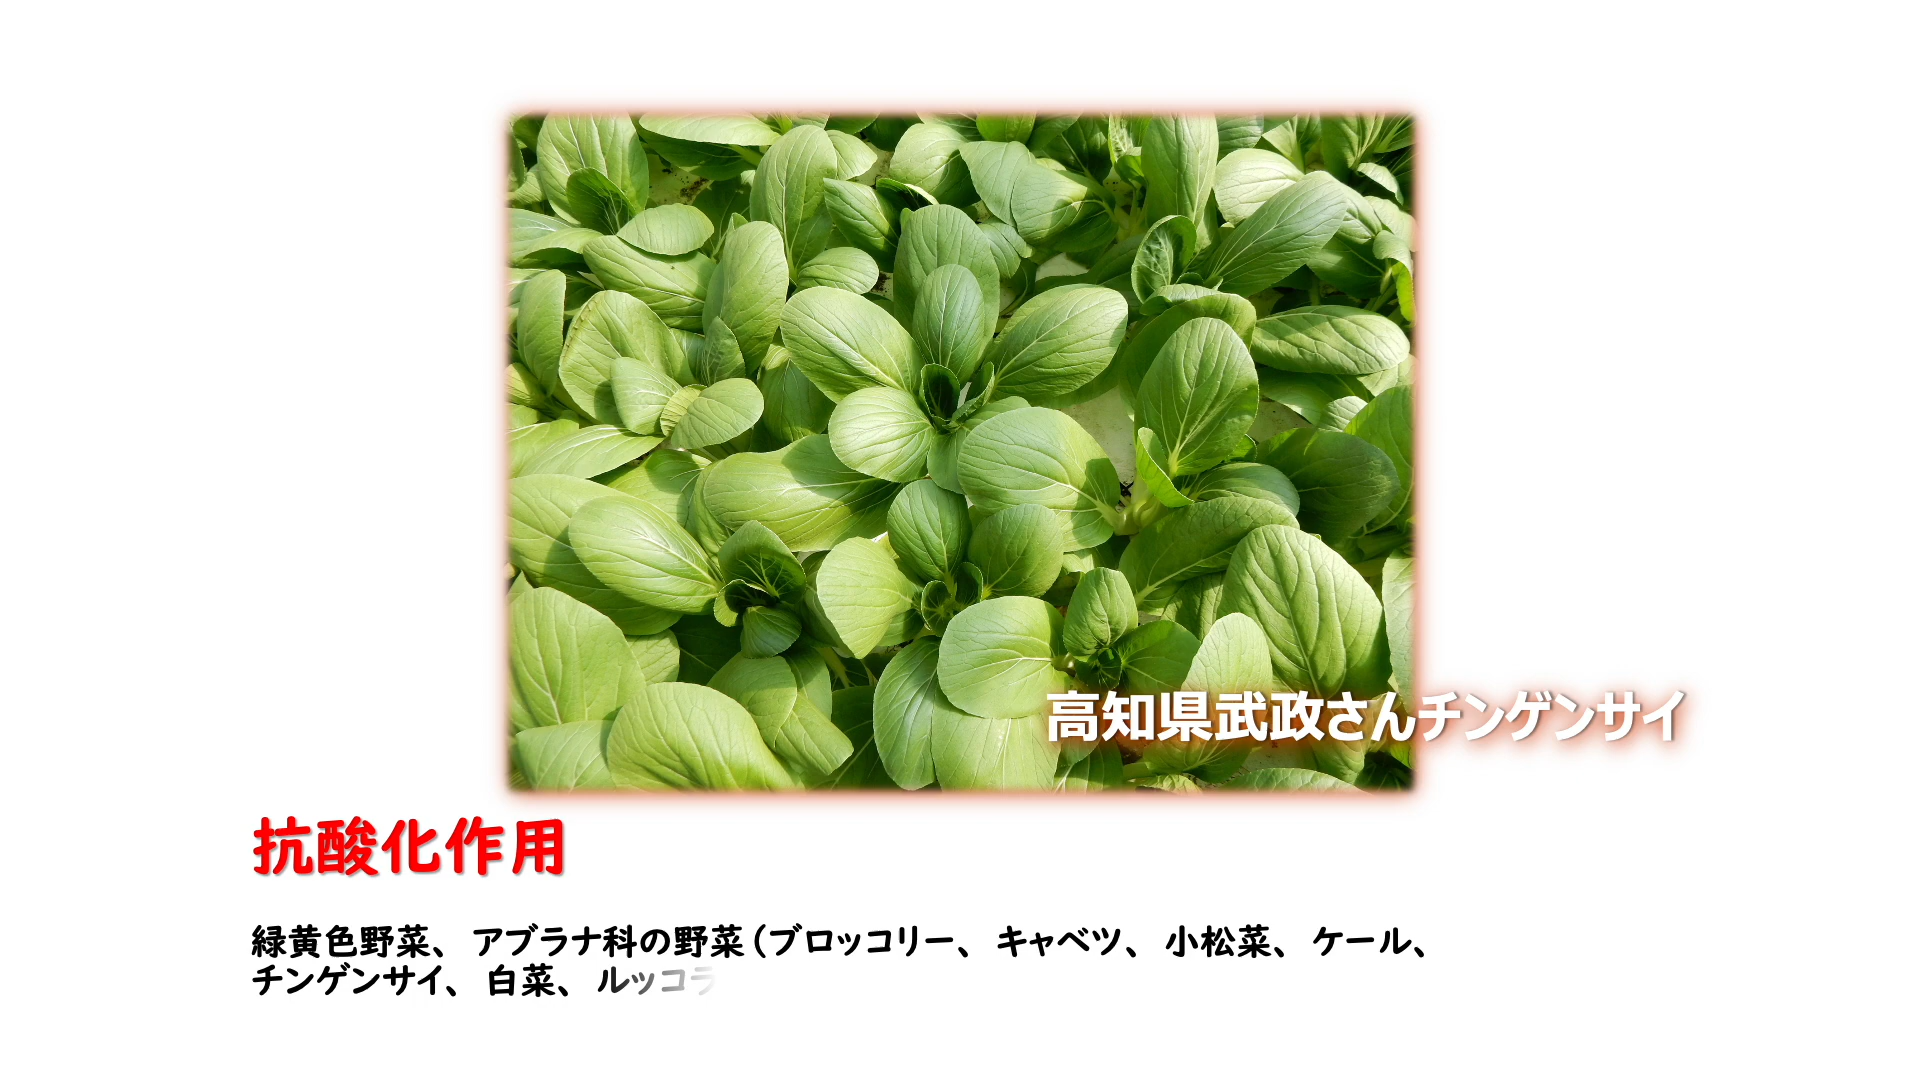 高知県武政さんチンゲンサイ
抗酸化作用
緑黄色野菜、アブラナ科の野菜（ブロッコリー、キャベツ、小松菜、ケール、
チンゲンサイ、白菜、ルッコラ